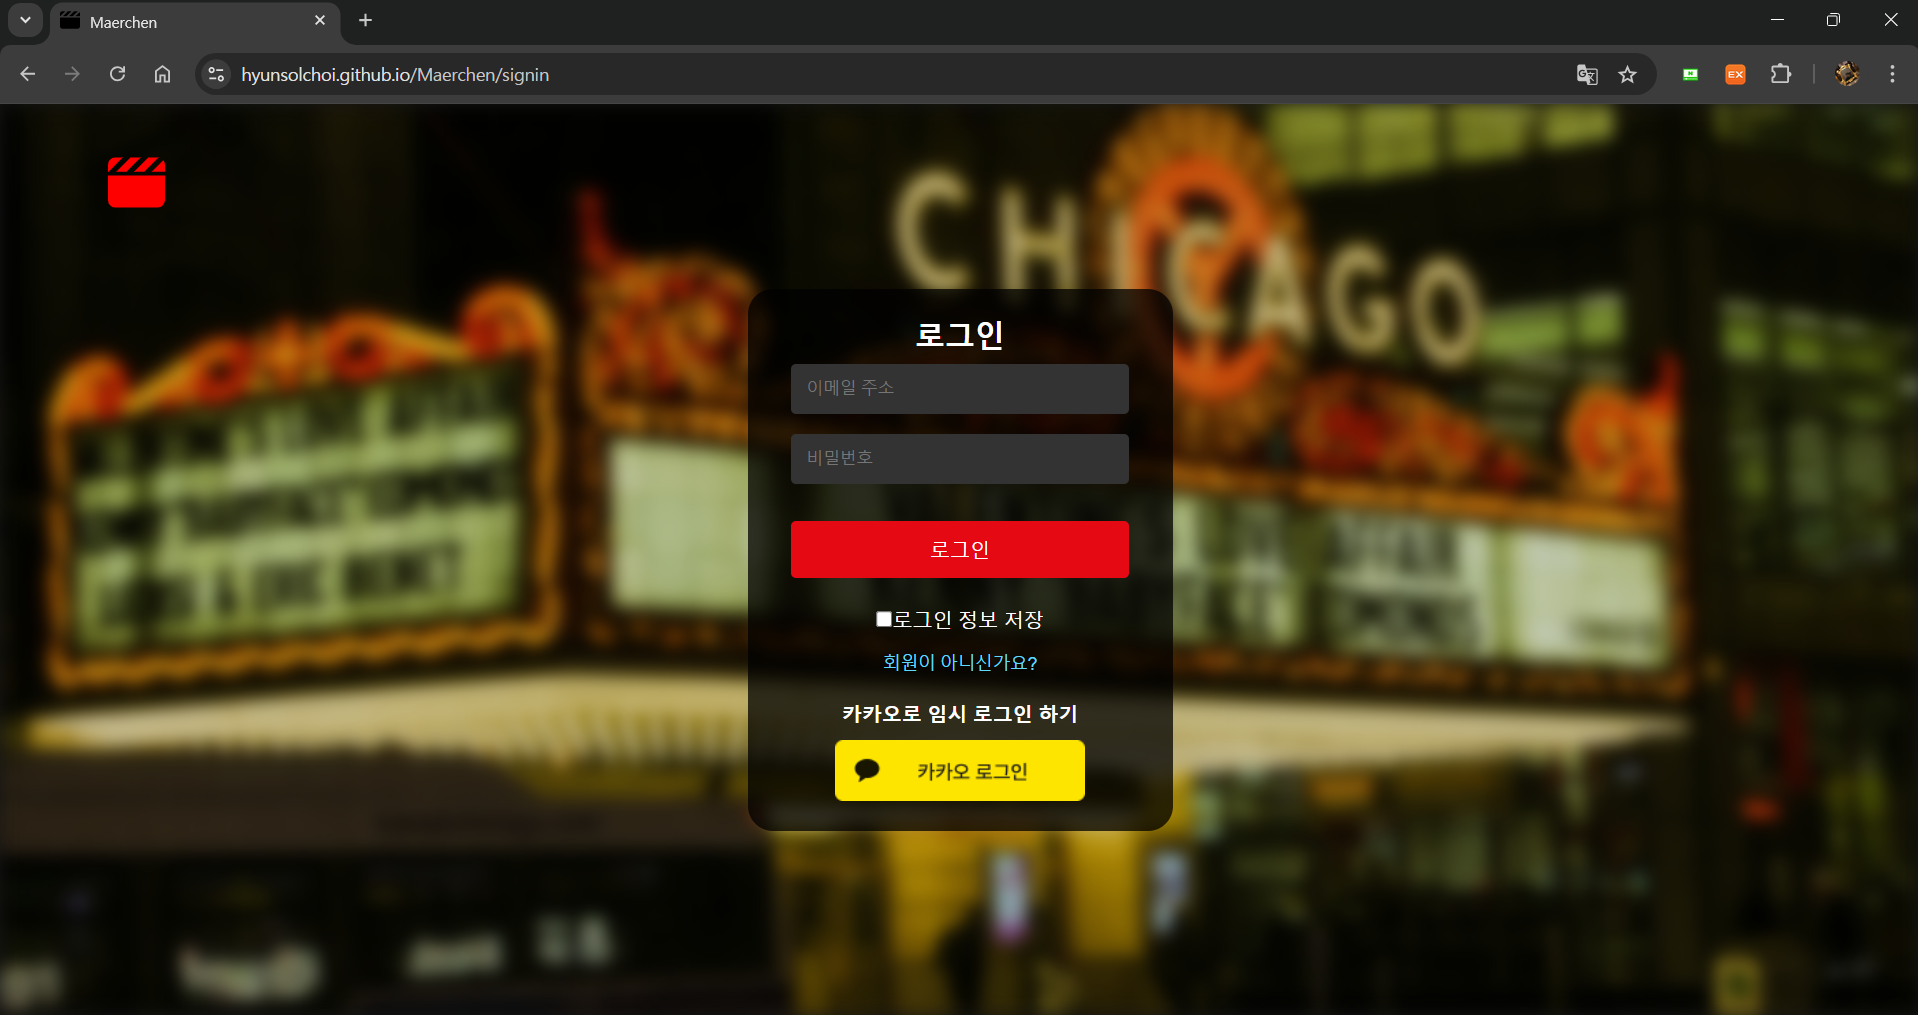 Maerchen
hyunsolchoi.github.io/Maerchen/signin
EX
CHICAGO
로그인
이메일 주소
비밀번호
로그인
로그인 정보 저장
회원이 아니신가요?
카카오로 임시 로그인 하기
카카오 로그인